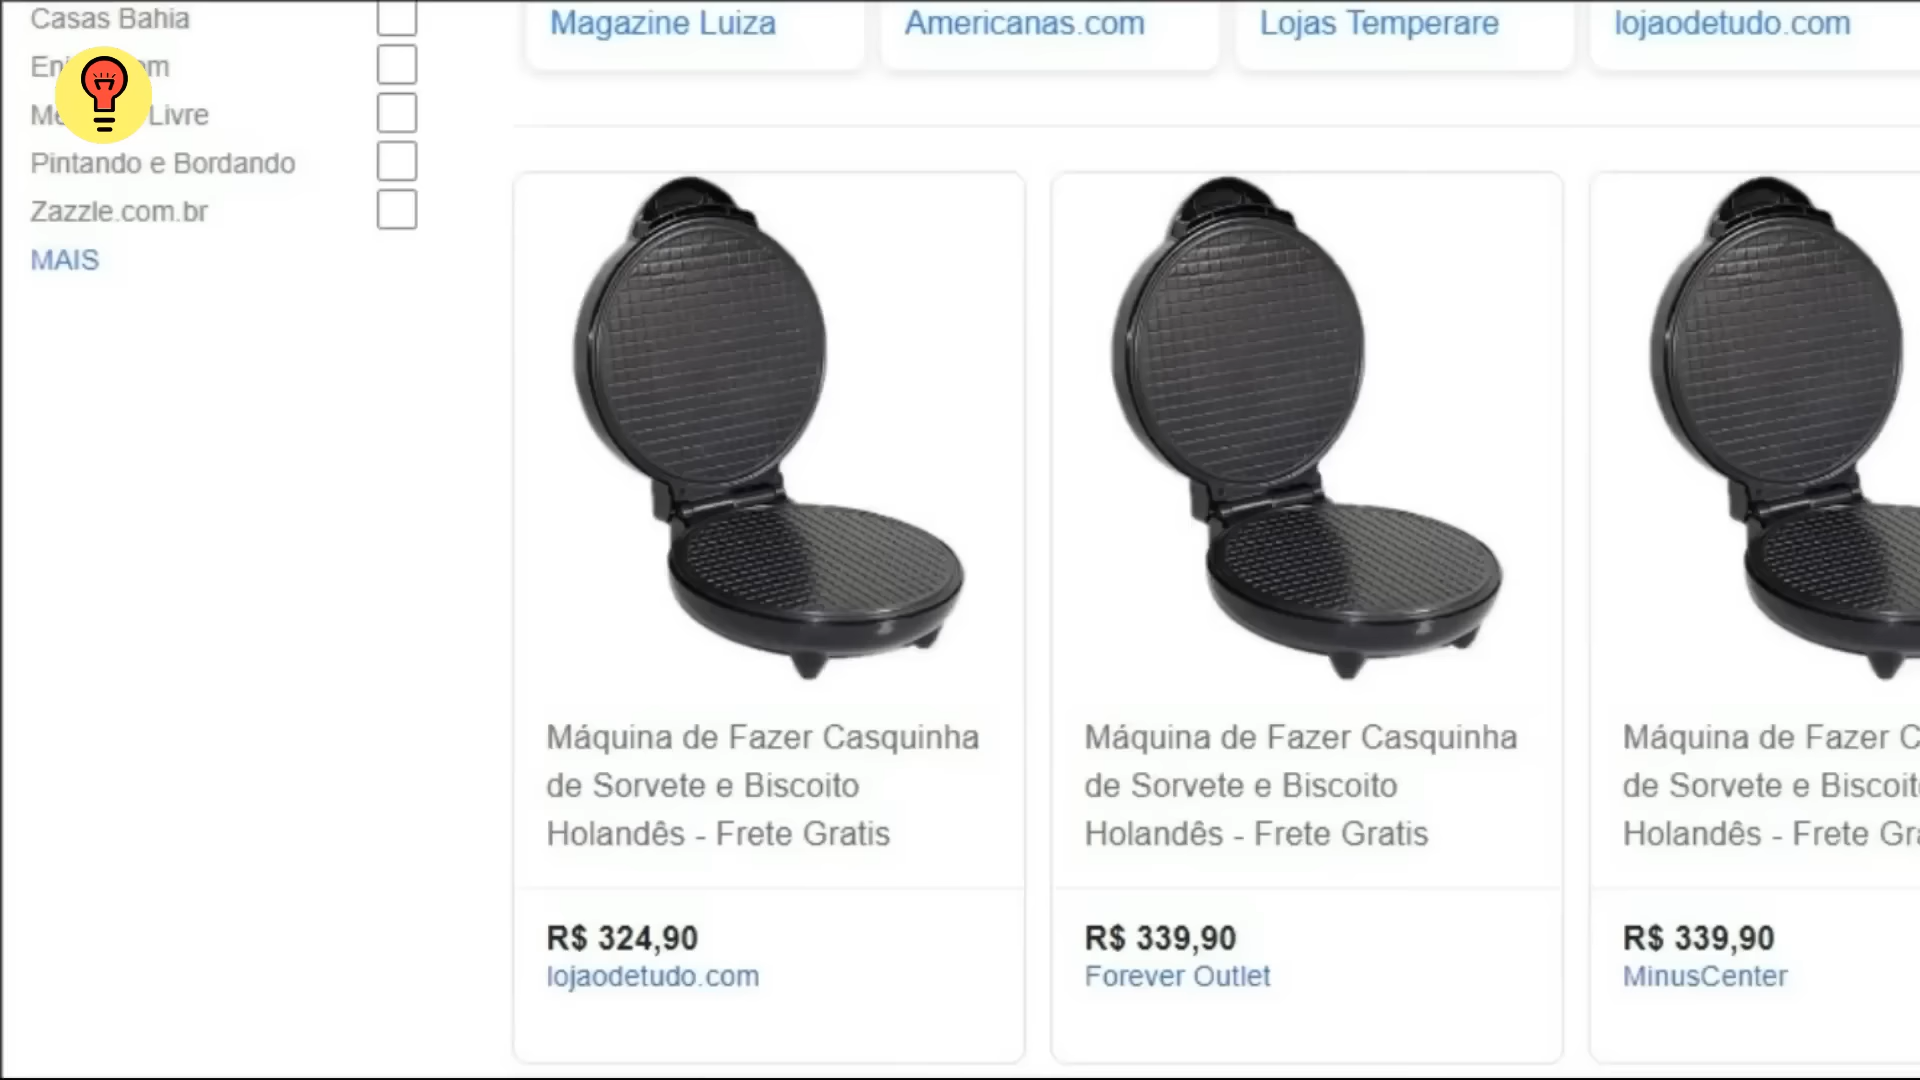 Casas Bahia
Livre
Pintando e Bordando
Zazzle.com.br
MAIS
Magazine Luiza
Americanas.com
Lojas Temperare
lojaodetudo.com
Máquina de Fazer Casquinha
de Sorvete e Biscoito
Holandês - Frete Gratis
R$ 324,90
lojaodetudo.com
Máquina de Fazer Casquinha
de Sorvete e Biscoito
Holandês - Frete Gratis
R$ 339,90
Forever Outlet
Máquina de Fazer
de Sorvete e
Holandês - Frete
R$ 339,90
MinusCenter